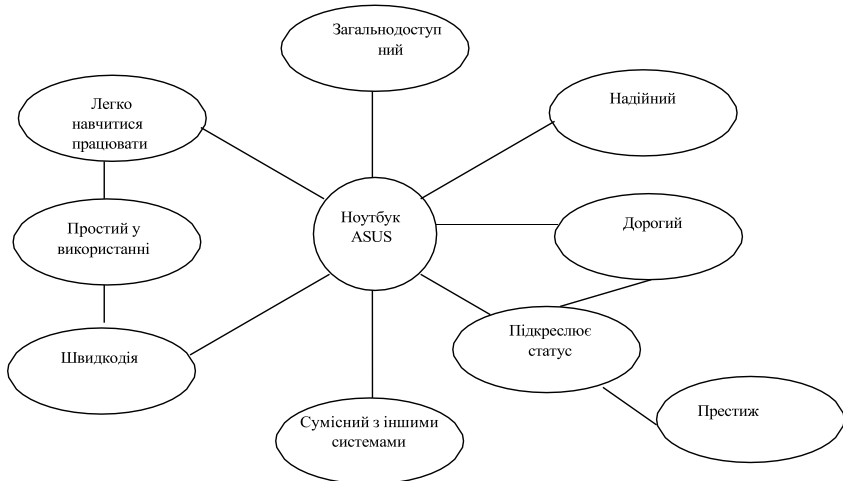 Загальнодоступ
ний
Легко
навчитися
працювати
Надійний
Простий у
використанні
Ноутбук
ASUS
Дорогий
Швидкодія
Підкреслює
статус
Сумісний з іншими
системами
Престиж